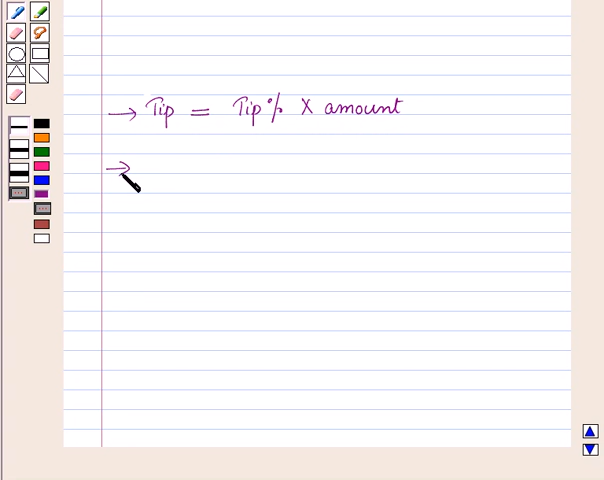 → Tip = Tip% X amount
→